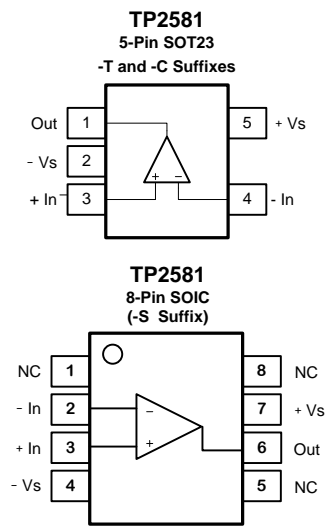 TP2581
5-Pin SOT23
-T and -C Suffixes
Out 1 5 + Vs
- Vs 2
+ In 3 4 - In
+ -
TP2581
8-Pin SOIC
(-S Suffix)
NC 1 8 NC
- In 2 7 + Vs
+ In 3 6 Out
- Vs 4 5 NC
-
+